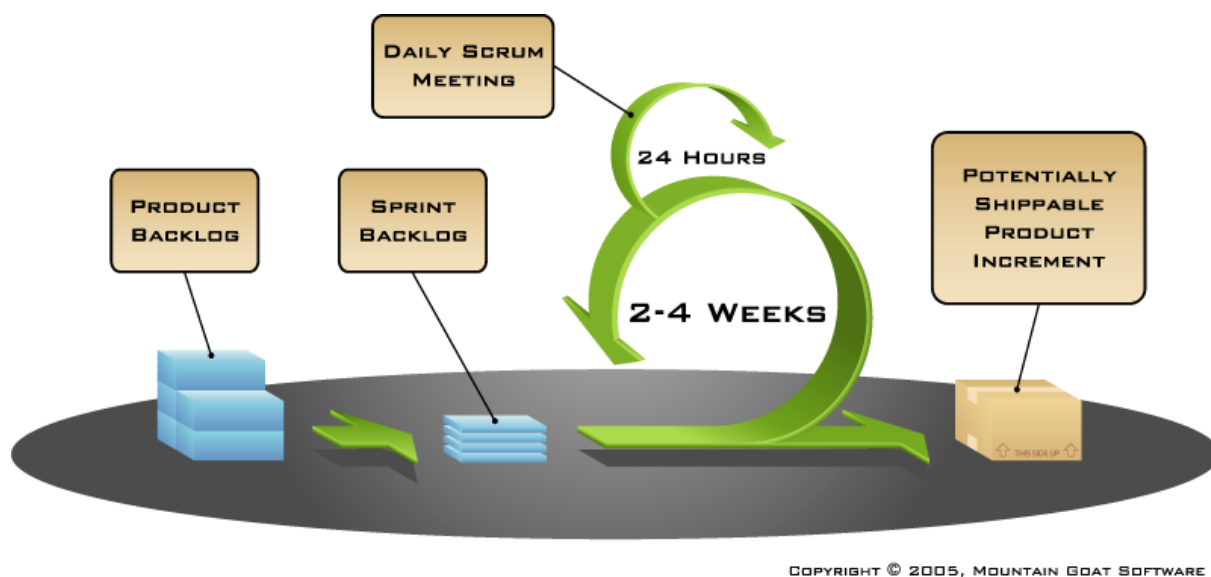 Daily Scrum
Meeting
24 Hours
Product
Backlog
Sprint
Backlog
Potentially
Shippable
Product
Increment
2-4 Weeks
THIS SIDE UP
Copyright © 2005, Mountain Goat Software